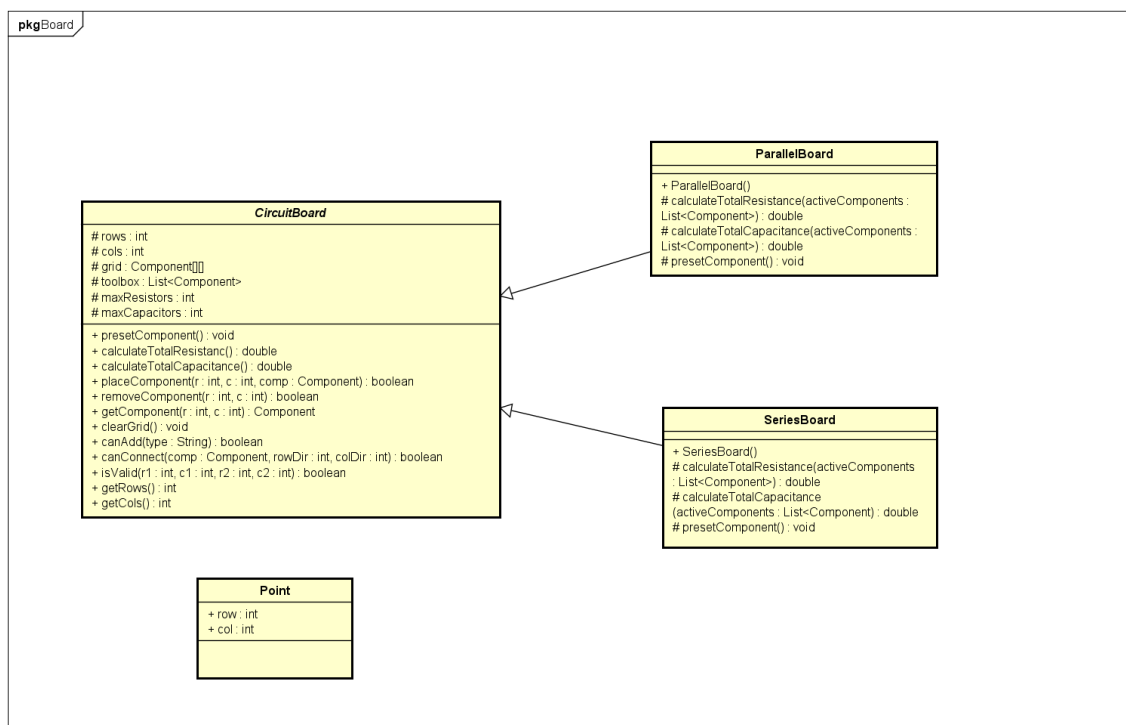 pkg Board
CircuitBoard
# rows : int
# cols : int
# grid : Component[][]
# toolbox : List<Component>
# maxResistors : int
# maxCapacitors : int
+ presetComponent() : void
+ calculateTotalResistanc() : double
+ calculateTotalCapacitance() : double
+ placeComponent(r : int, c : int, comp : Component) : boolean
+ removeComponent(r : int, c : int) : boolean
+ getComponent(r : int, c : int) : Component
+ clearGrid() : void
+ canAdd(type : String) : boolean
+ canConnect(comp : Component, rowDir : int, colDir : int) : boolean
+ isValid(r1 : int, c1 : int, r2 : int, c2 : int) : boolean
+ getRows() : int
+ getCols() : int
ParallelBoard
+ ParallelBoard()
# calculateTotalResistance(activeComponents :
List<Component>) : double
# calculateTotalCapacitance(activeComponents :
List<Component>) : double
# presetComponent() : void
SeriesBoard
+ SeriesBoard()
# calculateTotalResistance(activeComponents
: List<Component>) : double
# calculateTotalCapacitance
(activeComponents : List<Component) : double
# presetComponent() : void
Point
+ row : int
+ col : int